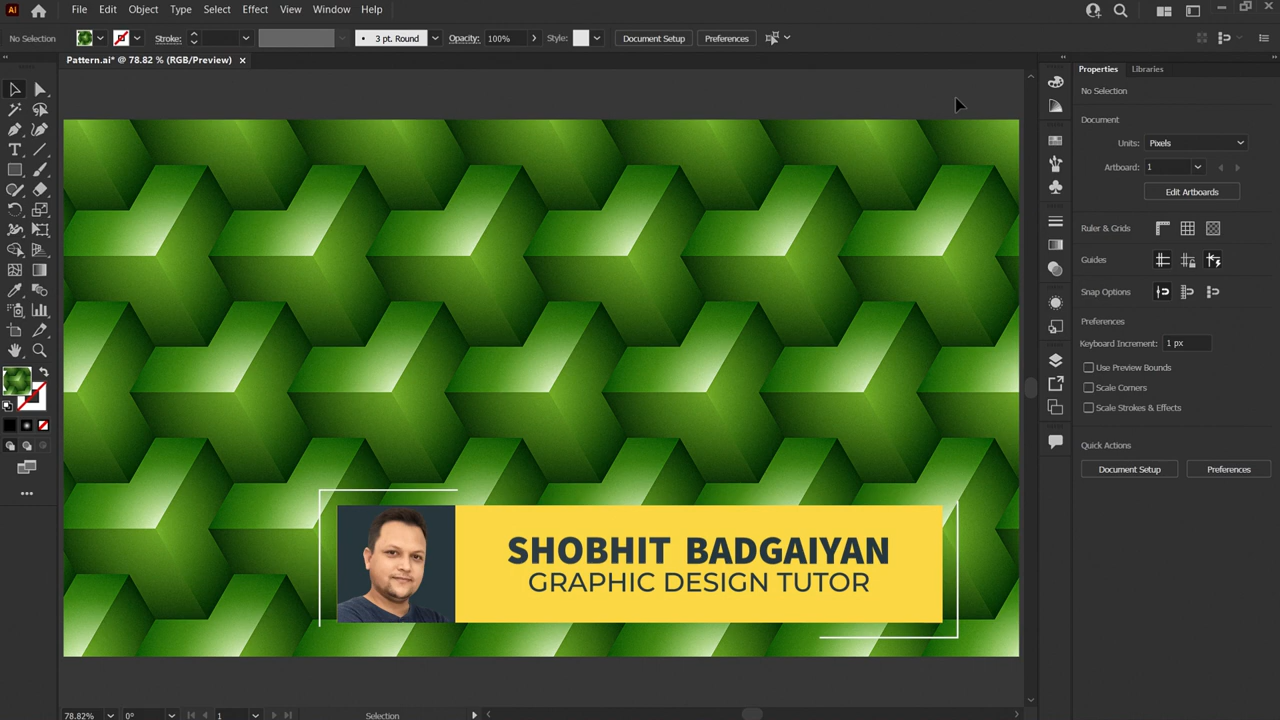 Ai File Edit Object Type Select Effect View Window Help
No Selection Stroke: 3 pt. Round Opacity: 100% Style: Document Setup Preferences
Pattern.ai* @ 78.82 % (RGB/Preview) ×
Properties Libraries
No Selection
Document
Units: Pixels
Artboard: 1
Edit Artboards
Ruler & Grids
Guides
Snap Options
Preferences
Keyboard Increment: 1 px
Use Preview Bounds
Scale Corners
Scale Strokes & Effects
Quick Actions
Document Setup Preferences
SHOBHIT BADGAIYAN
GRAPHIC DESIGN TUTOR
78.82% 0° 1 Selection